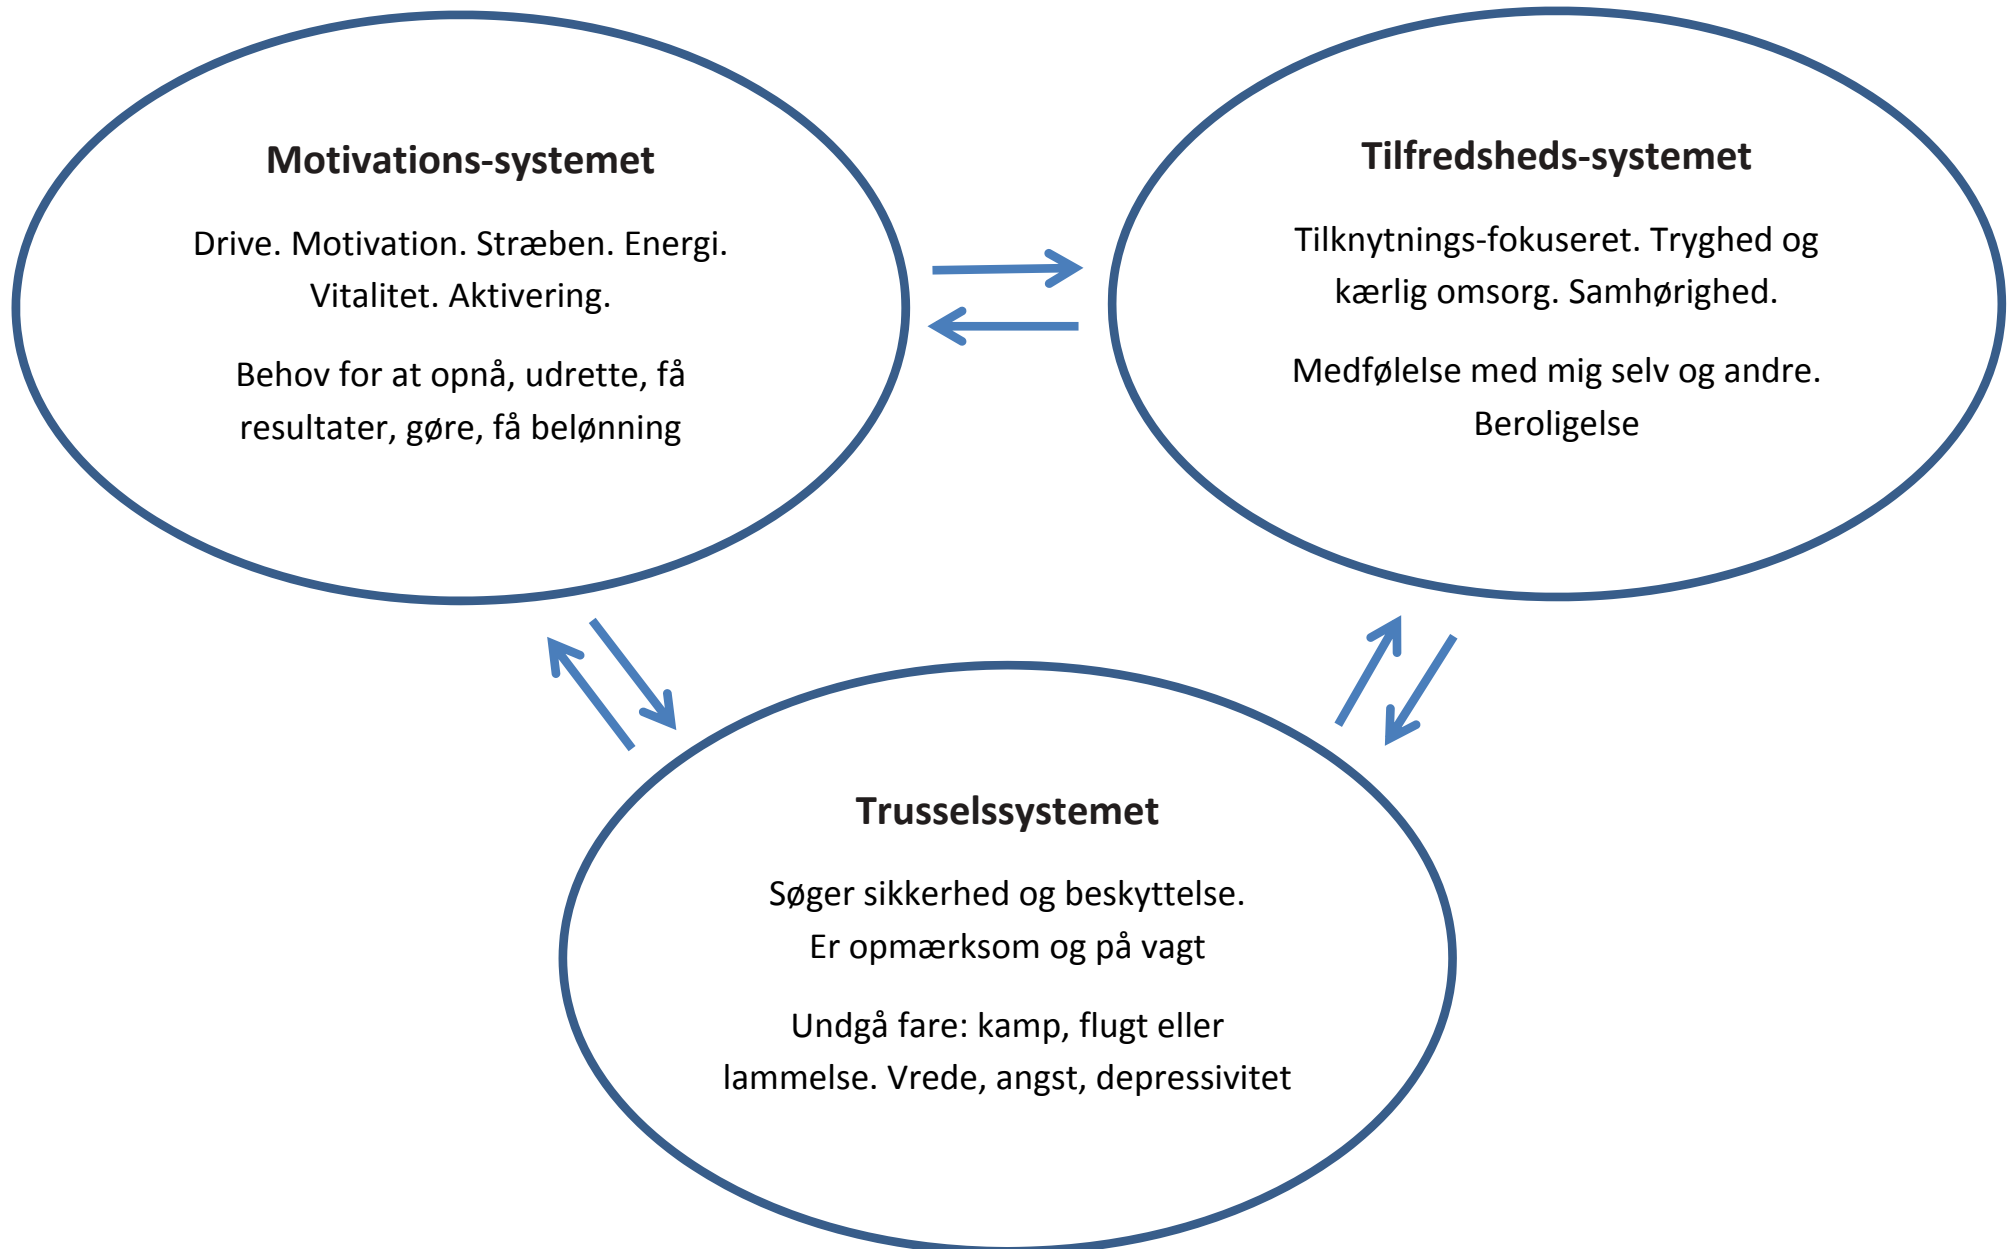 Motivations-systemet
Drive. Motivation. Stræben. Energi.
Vitalitet. Aktivering.
Behov for at opnå, udrette, få
resultater, gøre, få belønning
Tilfredsheds-systemet
Tilknytnings-fokuseret. Tryghed og
kærlig omsorg. Samhørighed.
Medfølelse med mig selv og andre.
Beroligelse
Trusselssystemet
Søger sikkerhed og beskyttelse.
Er opmærksom og på vagt
Undgå fare: kamp, flugt eller
lammelse. Vrede, angst, depressivitet